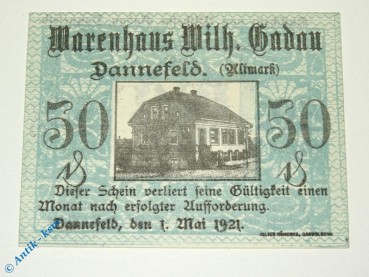 Warenhaus Wilh. Gadau
Dannefeld. (Altmark)
50 50
Dieser Schein verliert seine Gültigkeit einen
Monat nach erfolgter Aufforderung.
Dannefeld, den 1. Mai 1921.